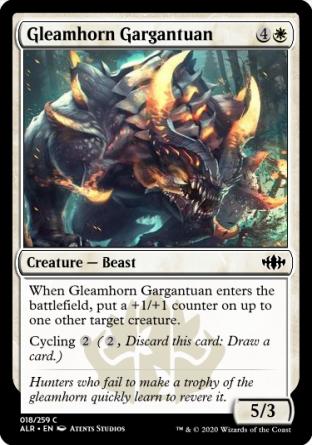 Gleamhorn Gargantuan 4
Creature — Beast
When Gleamhorn Gargantuan enters the
battlefield, put a +1/+1 counter on up to
one other target creature.
Cycling 2 ( 2 , Discard this card: Draw a
card.)
Hunters who fail to make a trophy of the
gleamhorn quickly learn to revere it.
5/3
018/259 C
ALR • EN Atents Studios
™ & © 2020 Wizards of the Coast